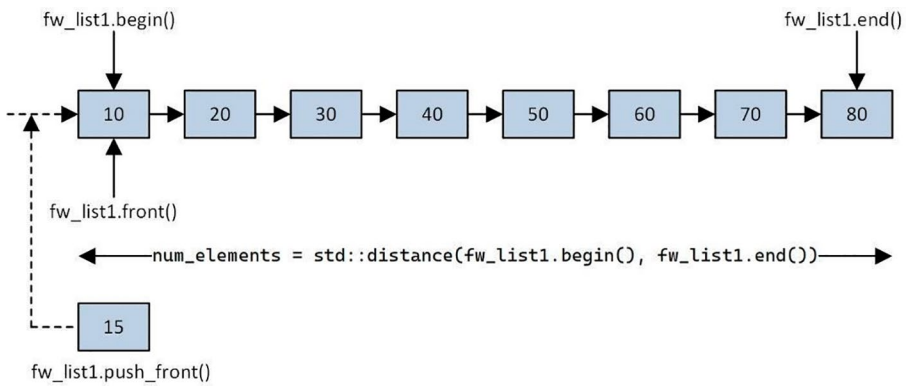 fw_list1.begin()
fw_list1.end()
10 20 30 40 50 60 70 80
fw_list1.front()
num_elements = std::distance(fw_list1.begin(), fw_list1.end())
15
fw_list1.push_front()